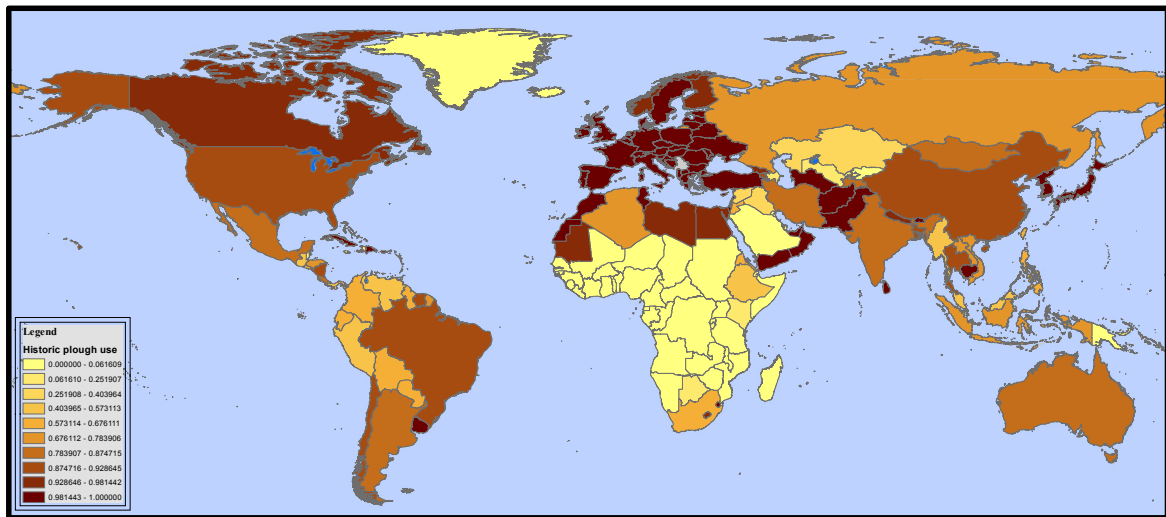 Legend
Historic plough use
0.000000 - 0.061609
0.061610 - 0.251907
0.251908 - 0.403964
0.403965 - 0.573113
0.573114 - 0.676111
0.676112 - 0.783906
0.783907 - 0.874715
0.874716 - 0.928645
0.928646 - 0.981442
0.981443 - 1.000000